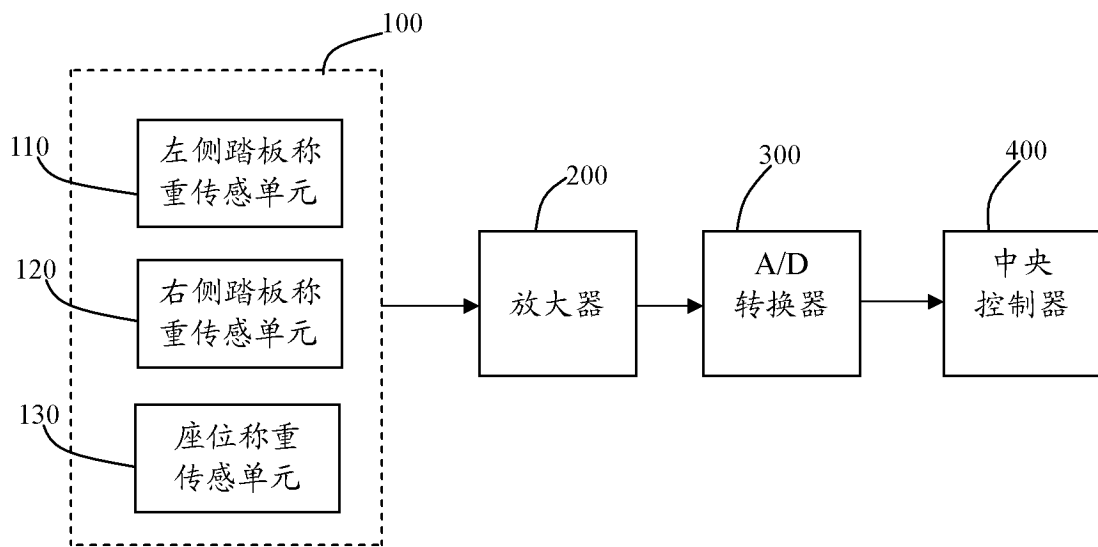 100
110
左侧踏板称
重传感单元
120
右侧踏板称
重传感单元
130
座位称重
传感单元
200
放大器
300
A/D
转换器
400
中央
控制器